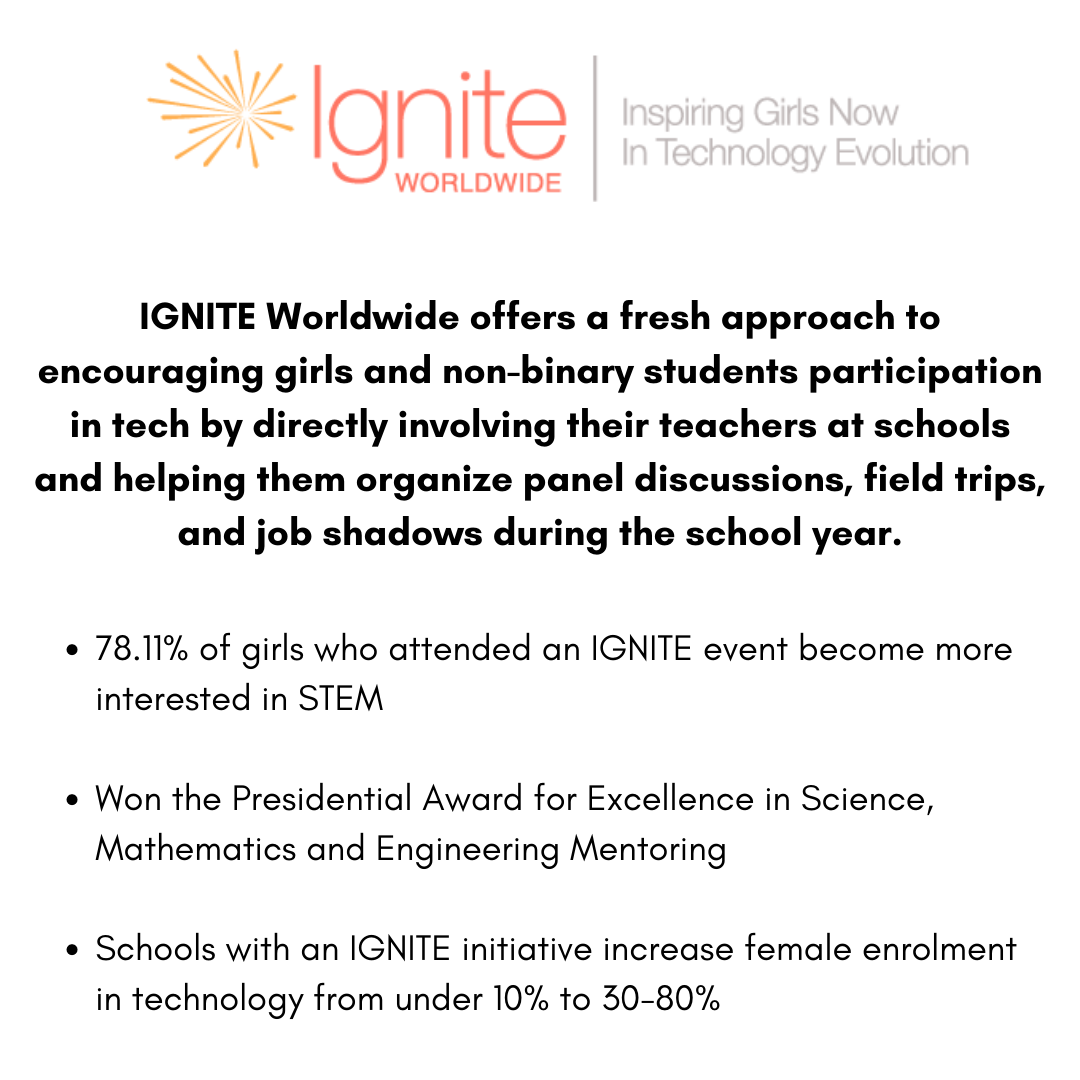 Ignite
WORLDWIDE
Inspiring Girls Now
In Technology Evolution
IGNITE Worldwide offers a fresh approach to
encouraging girls and non-binary students participation
in tech by directly involving their teachers at schools
and helping them organize panel discussions, field trips,
and job shadows during the school year.
• 78.11% of girls who attended an IGNITE event become more
interested in STEM
• Won the Presidential Award for Excellence in Science,
Mathematics and Engineering Mentoring
• Schools with an IGNITE initiative increase female enrolment
in technology from under 10% to 30-80%